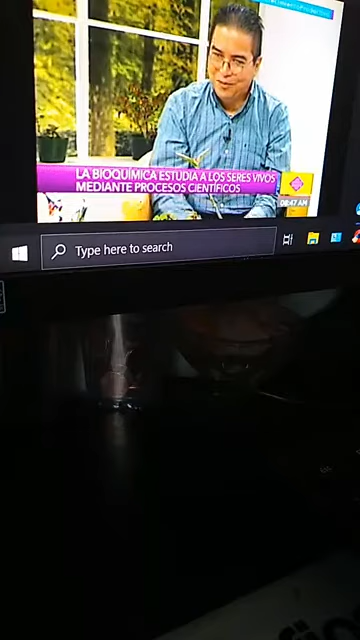 LA BIOQUÍMICA ESTUDIA A LOS SERES VIVOS
MEDIANTE PROCESOS CIENTÍFICOS
08:47 AM
Type here to search